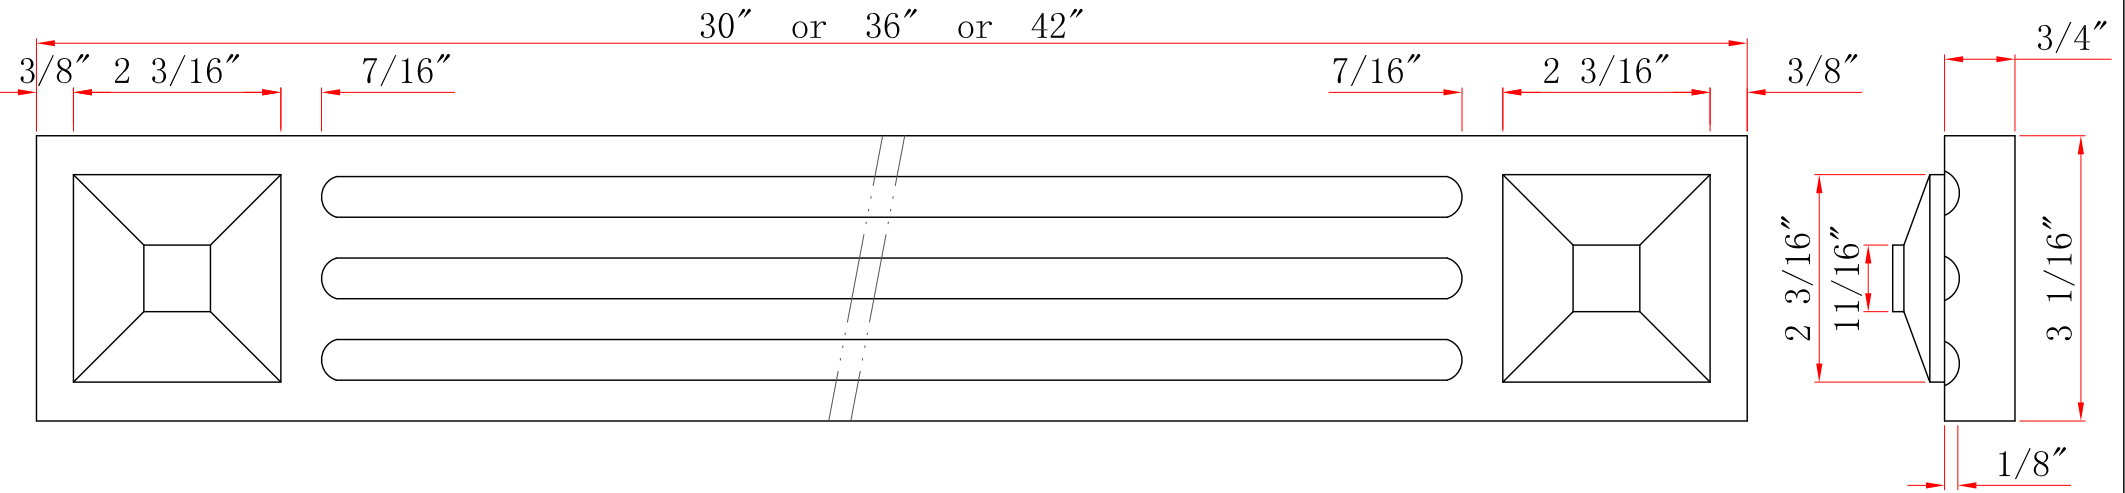 30″ or 36″ or 42″
3/8″ 2 3/16″ 7/16″ 7/16″ 2 3/16″ 3/8″ 3/4″
2 3/16″
11/16″
3 1/16″
1/8″